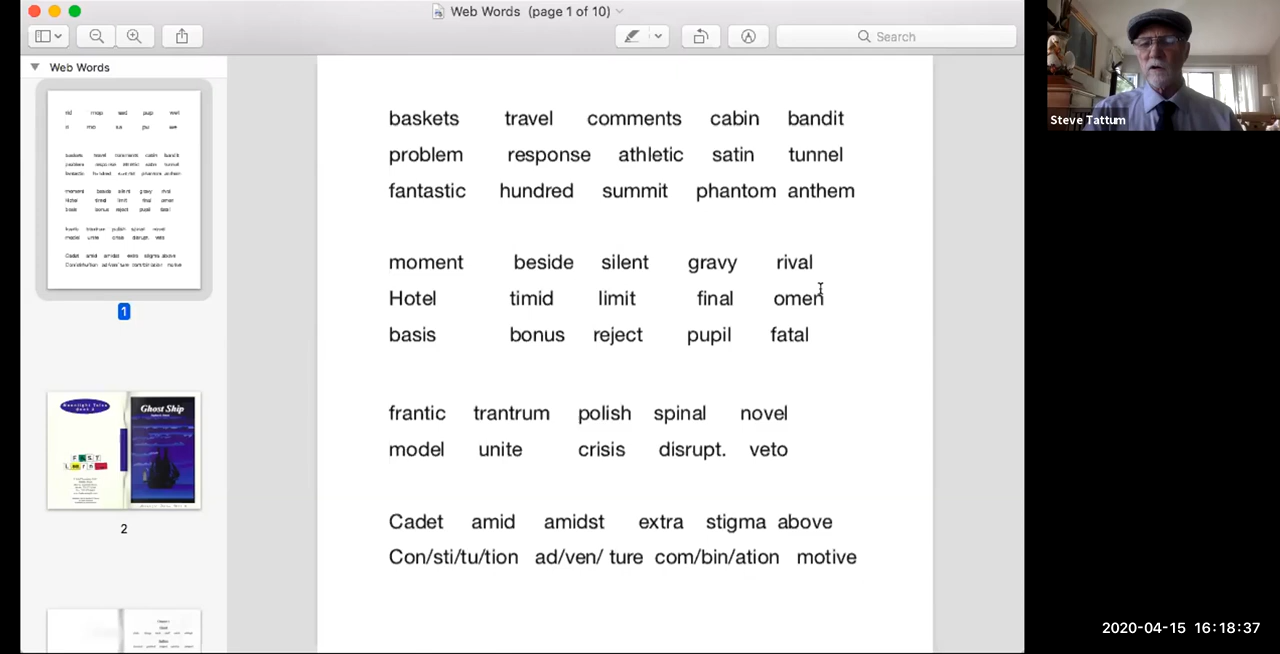 Web Words (page 1 of 10)
Search
Web Words
baskets travel comments cabin bandit
problem response athletic satin tunnel
fantastic hundred summit phantom anthem
moment beside silent gravy rival
Hotel timid limit final omen
basis bonus reject pupil fatal
frantic trantrum polish spinal novel
model unite crisis disrupt. veto
Cadet amid amidst extra stigma above
Con/sti/tu/tion ad/ven/ ture com/bin/ation motive
1
Ghost Ship
2
Steve Tattum
2020-04-15 16:18:37